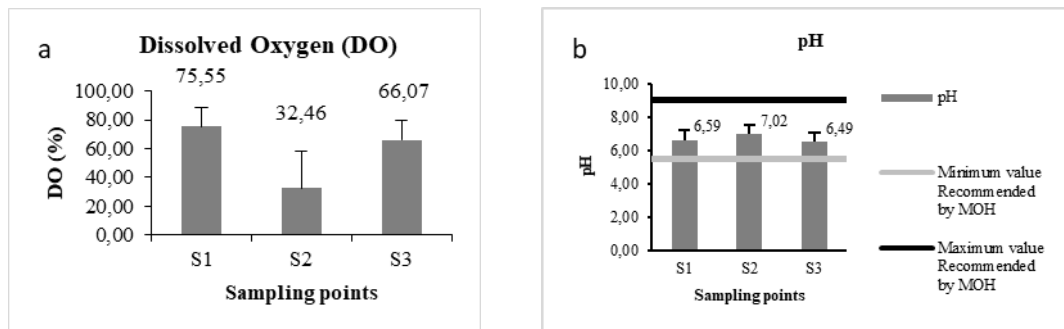 a
Dissolved Oxygen (DO)
75,55
32,46
66,07
100,00
80,00
60,00
40,00
20,00
0,00
DO (%)
S1
S2
S3
Sampling points
b
pH
10,00
8,00
6,00
4,00
2,00
0,00
pH
6,59
7,02
6,49
S1
S2
S3
Sampling points
pH
Minimum value
Recommended
by MOH
Maximum value
Recommended
by MOH